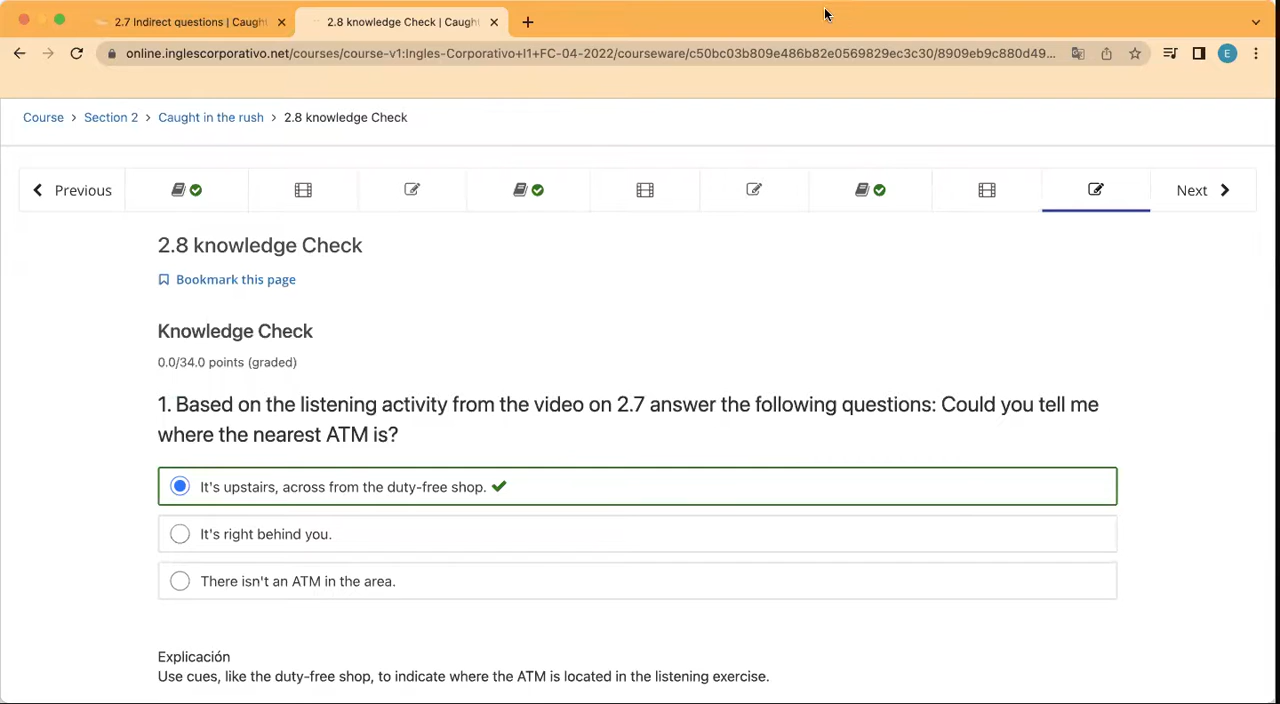 2.7 Indirect questions | Caugh
2.8 knowledge Check | Caugh
online.inglescorporativo.net/courses/course-v1:Ingles-Corporativo+I1+FC-04-2022/courseware/c50bc03b809e486b82e0569829ec3c30/8909eb9c880d49...
E
Course > Section 2 > Caught in the rush > 2.8 knowledge Check
Previous
Next
2.8 knowledge Check
Bookmark this page
Knowledge Check
0.0/34.0 points (graded)
1. Based on the listening activity from the video on 2.7 answer the following questions: Could you tell me
where the nearest ATM is?
It's upstairs, across from the duty-free shop.
It's right behind you.
There isn't an ATM in the area.
Explicación
Use cues, like the duty-free shop, to indicate where the ATM is located in the listening exercise.